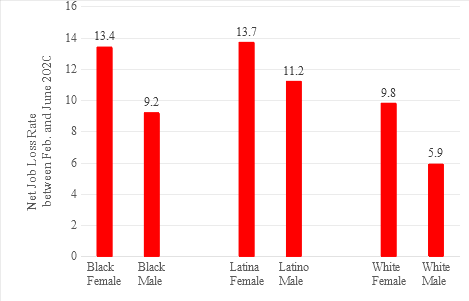 Net Job Loss Rate
between Feb. and June 2020
16
14
12
10
8
6
4
2
0
13.4
9.2
13.7
11.2
9.8
5.9
Black Female
Black Male
Latina Female
Latino Male
White Female
White Male